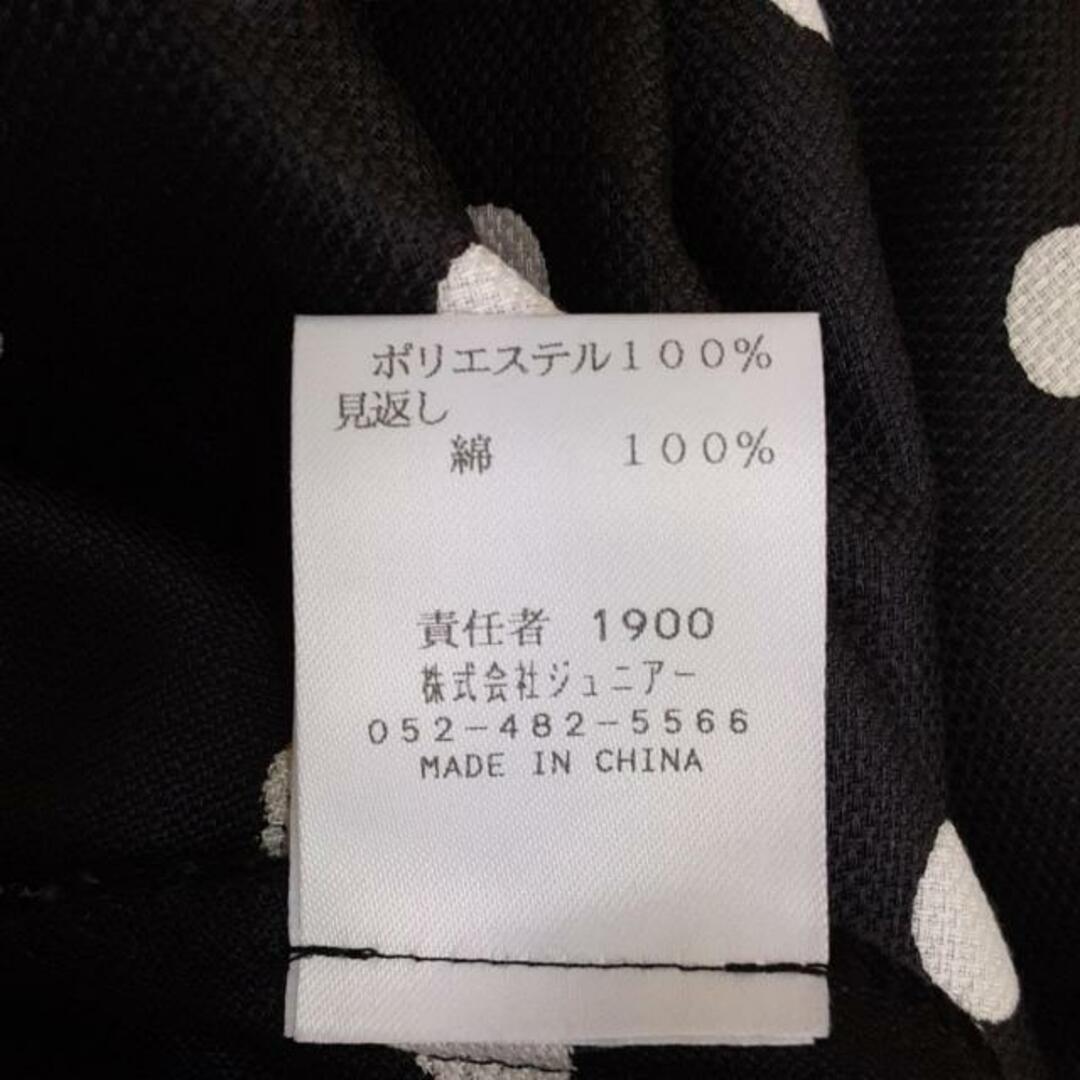 ポリエステル１００％
見返し
綿　１００％
責任者 1900
株式会社ジュニアー
052-482-5566
MADE IN CHINA